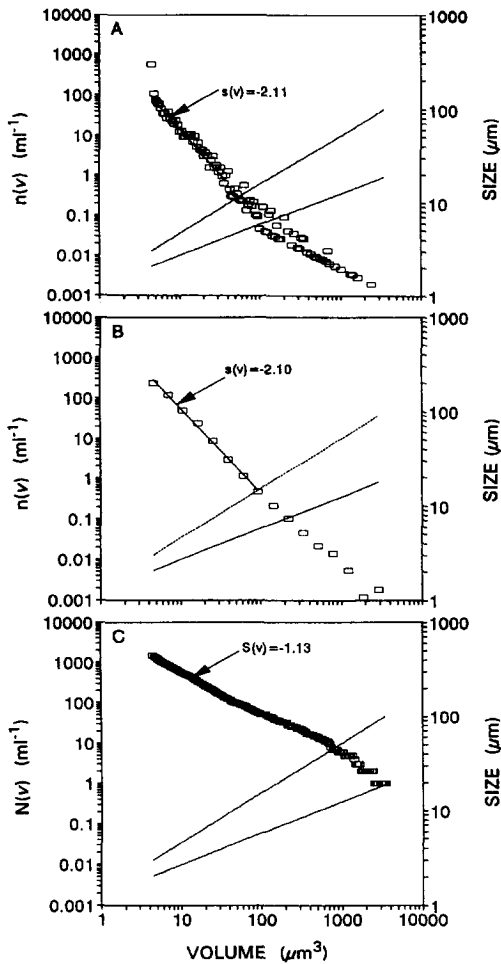 A
n(v) (ml⁻¹)
10000
1000
100
10
1
0.1
0.01
0.001
s(v)=-2.11
1000
100
10
1
SIZE (μm)
B
n(v) (ml⁻¹)
10000
1000
100
10
1
0.1
0.01
0.001
s(v)=-2.10
1000
100
10
1
SIZE (μm)
C
N(v) (ml⁻¹)
10000
1000
100
10
1
0.1
0.01
0.001
S(v)=-1.13
1000
100
10
1
SIZE (μm)
1 10 100 1000 10000
VOLUME (μm³)